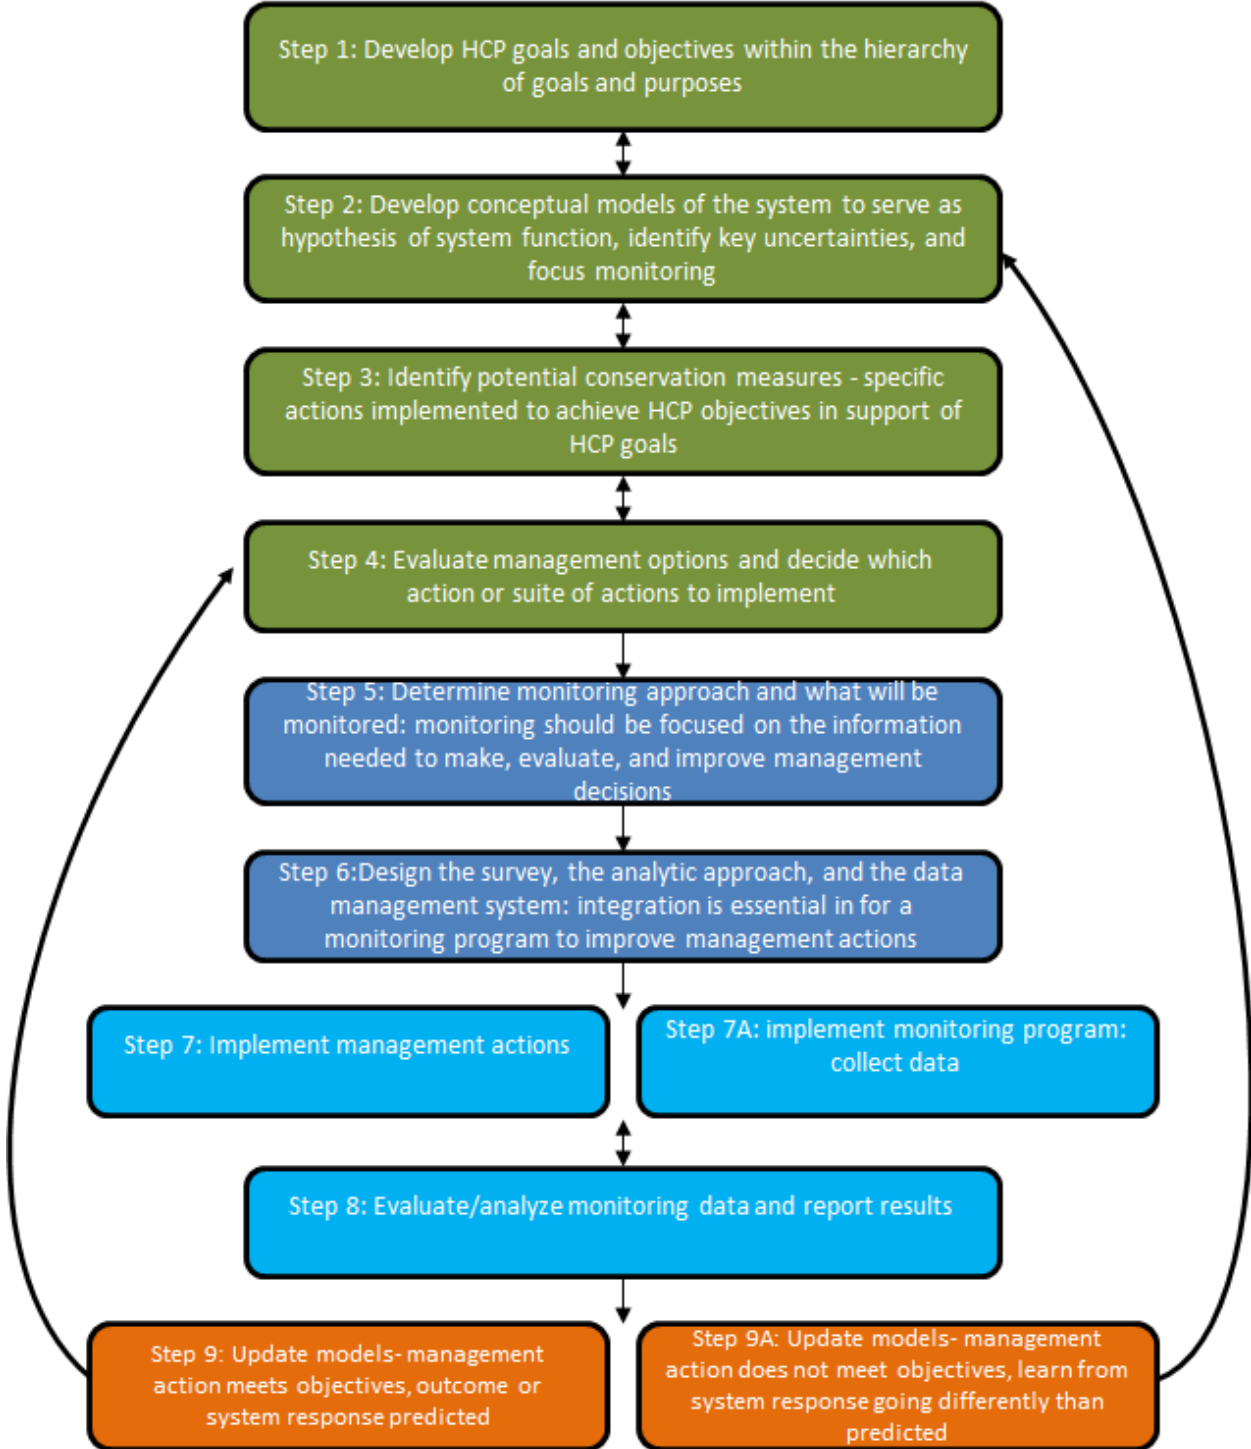 Step 1: Develop HCP goals and objectives within the hierarchy
of goals and purposes
Step 2: Develop conceptual models of the system to serve as
hypothesis of system function, identify key uncertainties, and
focus monitoring
Step 3: Identify potential conservation measures - specific
actions implemented to achieve HCP objectives in support of
HCP goals
Step 4: Evaluate management options and decide which
action or suite of actions to implement
Step 5: Determine monitoring approach and what will be
monitored: monitoring should be focused on the information
needed to make, evaluate, and improve management
decisions
Step 6:Design the survey, the analytic approach, and the data
management system: integration is essential in for a
monitoring program to improve management actions
Step 7: Implement management actions
Step 7A: implement monitoring program:
collect data
Step 8: Evaluate/analyze monitoring data and report results
Step 9: Update models- management
action meets objectives, outcome or
system response predicted
Step 9A: Update models- management
action does not meet objectives, learn from
system response going differently than
predicted